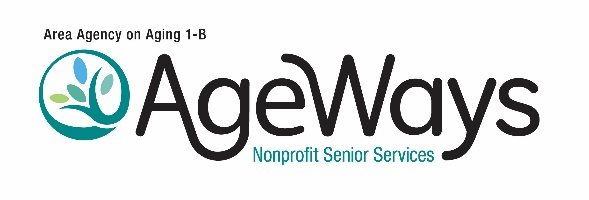 Area Agency on Aging 1-B
AgeWays
Nonprofit Senior Services